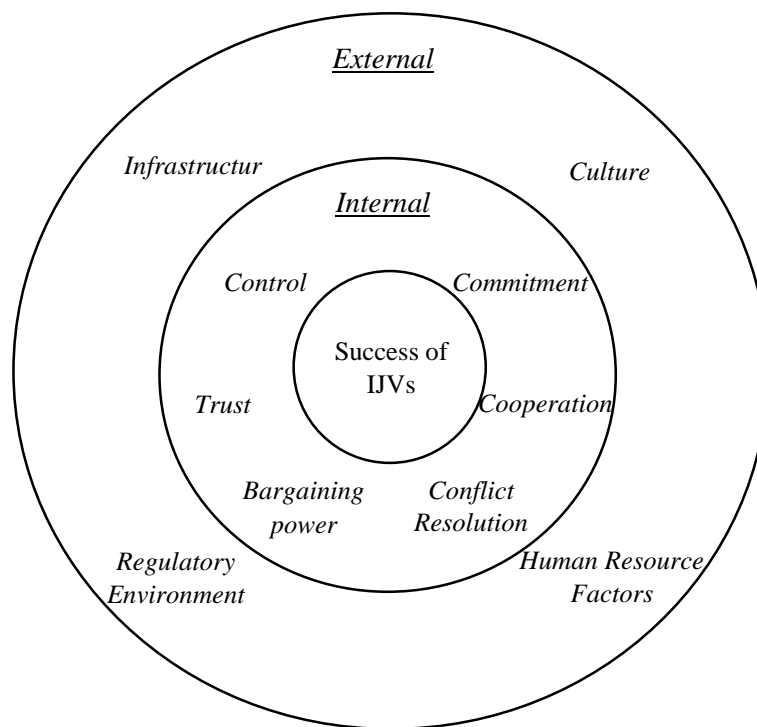 External
Infrastructur
Culture
Internal
Control
Commitment
Success of
IJVs
Trust
Cooperation
Bargaining
power
Conflict
Resolution
Regulatory
Environment
Human Resource
Factors